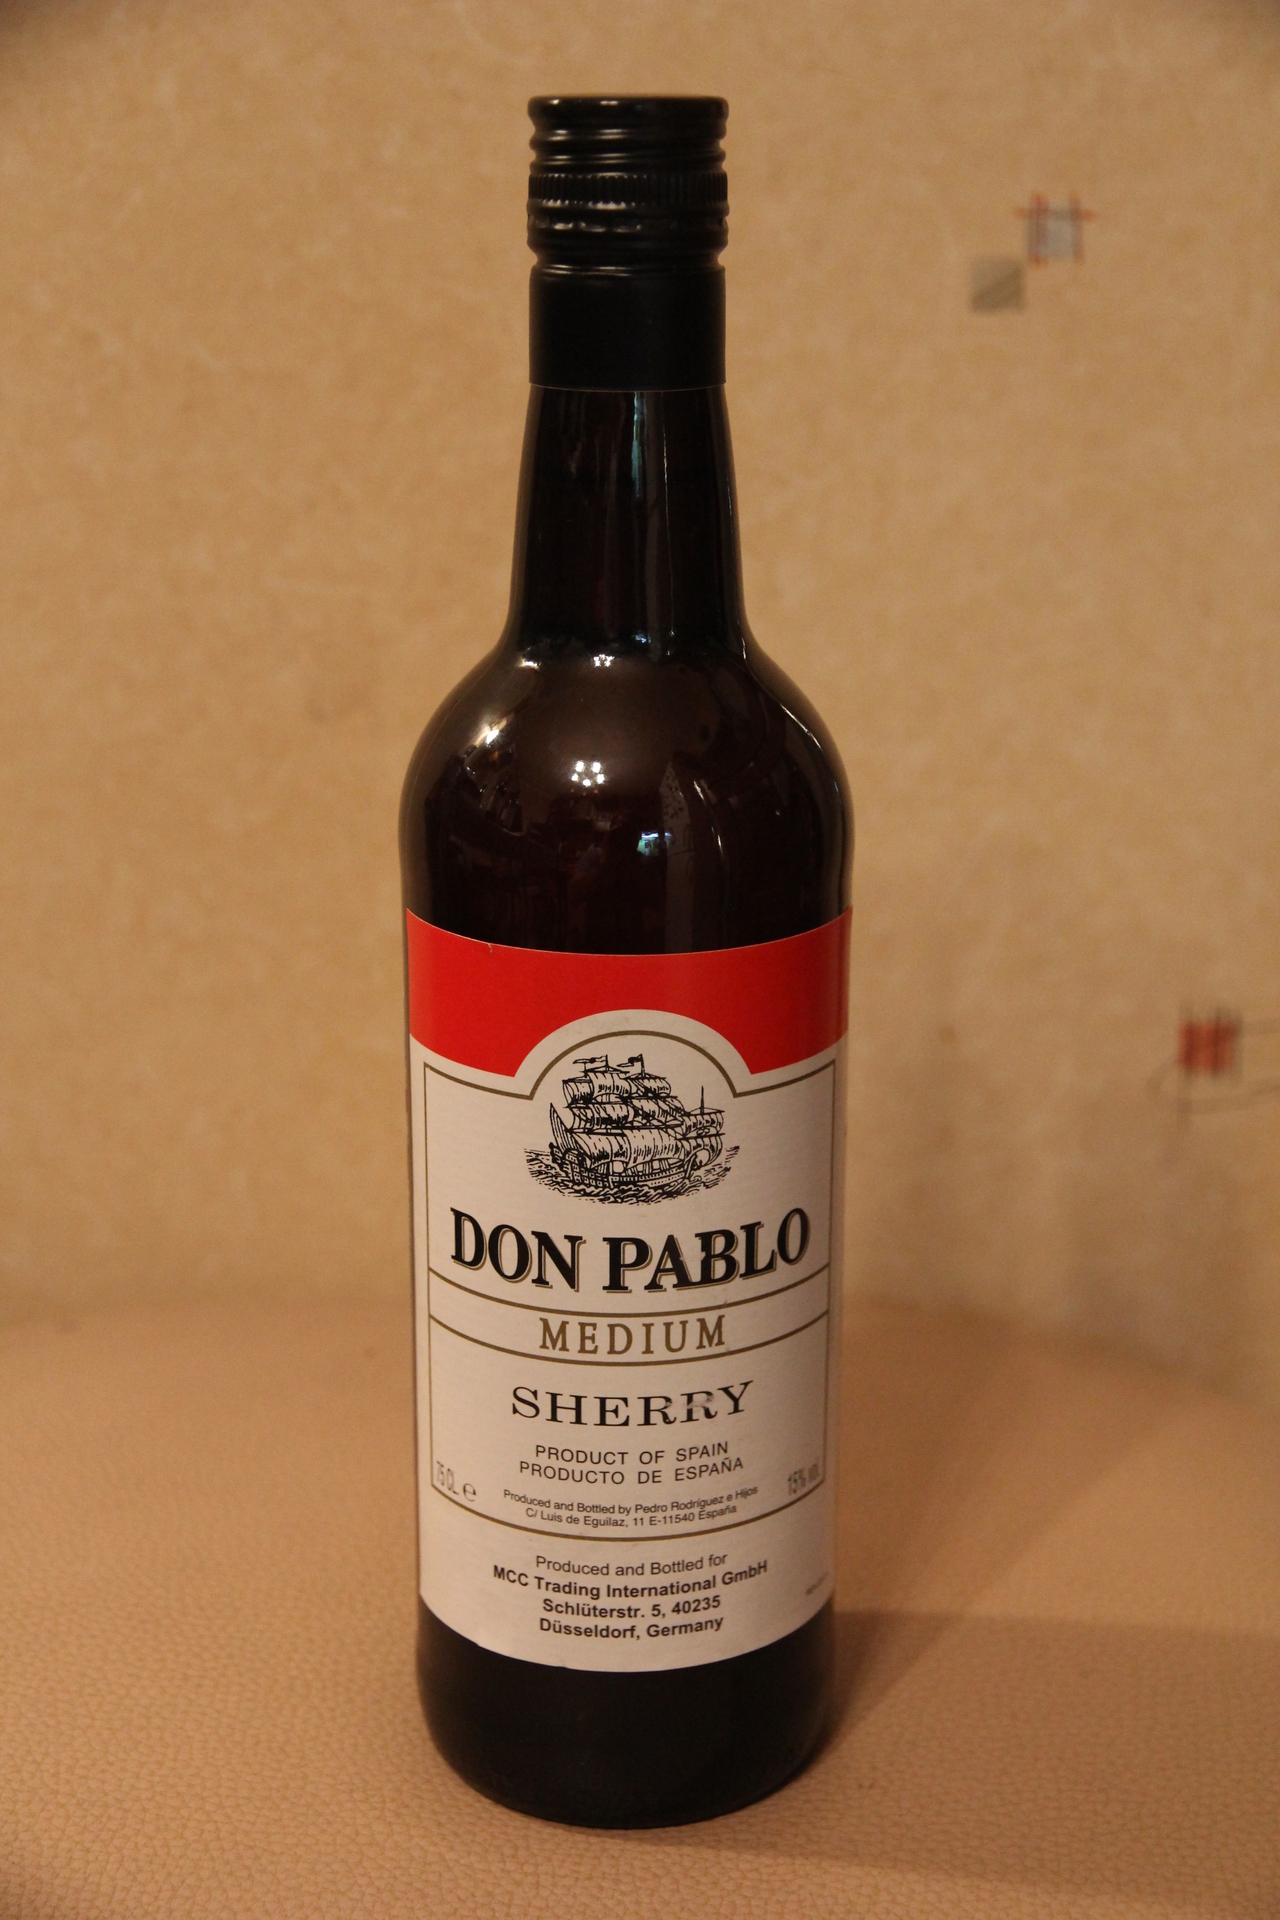 DON PABLO
MEDIUM
SHERRY
PRODUCT OF SPAIN
PRODUCTO DE ESPAÑA
75 CL e
15% VOL
Produced and Bottled by Pedro Rodríguez e Hijos
C/ Luis de Eguilaz, 11 E-11540 España
Produced and Bottled for
MCC Trading International GmbH
Schlüterstr. 5, 40235
Düsseldorf, Germany